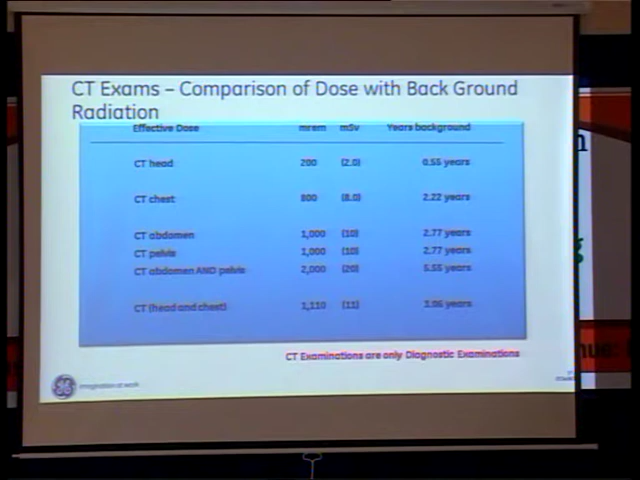 CT Exams – Comparison of Dose with Back Ground
Radiation
Effective Dose mrem mSv Years background
CT head 200 (2.0) 0.55 years
CT chest 800 (8.0) 2.22 years
CT abdomen 1,000 (10) 2.77 years
CT pelvis 1,000 (10) 2.77 years
CT abdomen AND pelvis 2,000 (20) 5.55 years
CT (head and chest) 1,110 (11) 3.06 years
CT Examinations are only Diagnostic Examinations
GE imagination at work